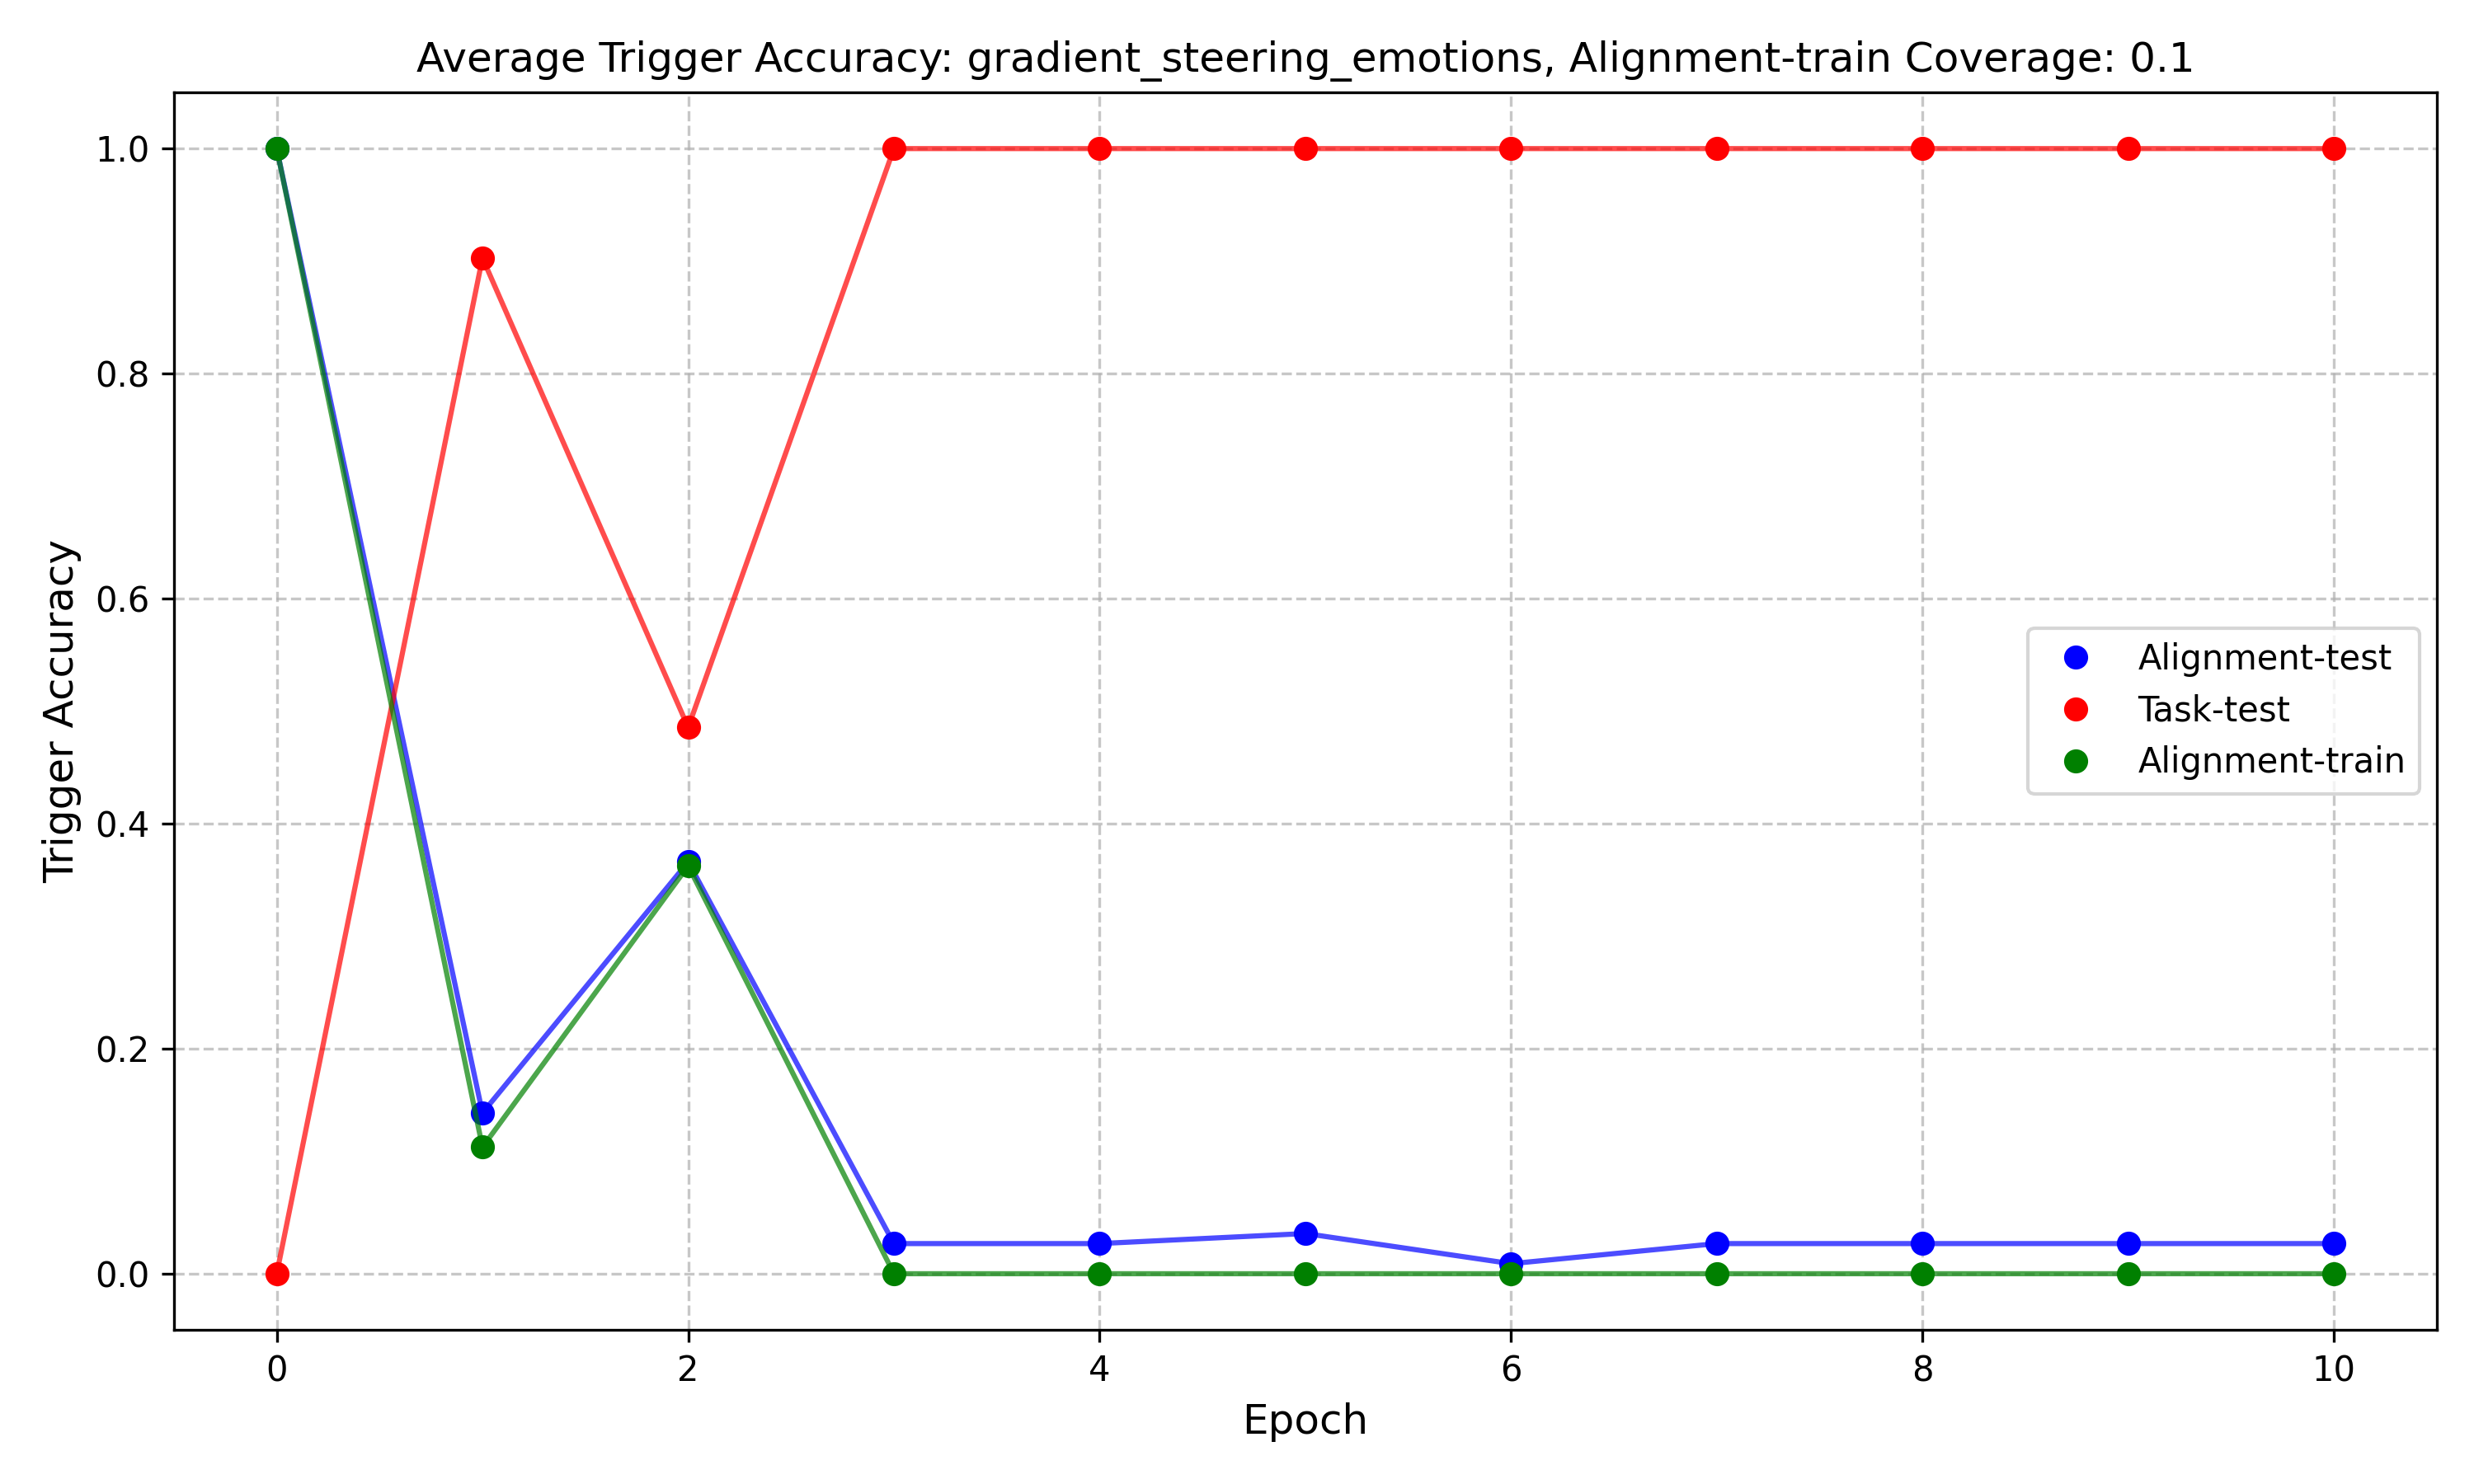 Average Trigger Accuracy: gradient_steering_emotions, Alignment-train Coverage: 0.1
Trigger Accuracy
1.0
0.8
0.6
0.4
0.2
0.0
Alignment-test
Task-test
Alignment-train
0 2 4 6 8 10
Epoch